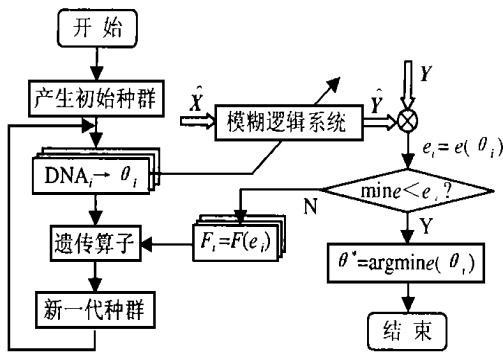 开 始
产生初始种群
DNAᵢ→ θᵢ
遗传算子
新一代种群
X̂
模糊逻辑系统
Ŷ
Y
eᵢ=e(θᵢ)
mine<eᵢ?
N
Y
Fᵢ=F(eᵢ)
θ*=argmine(θᵢ)
结 束